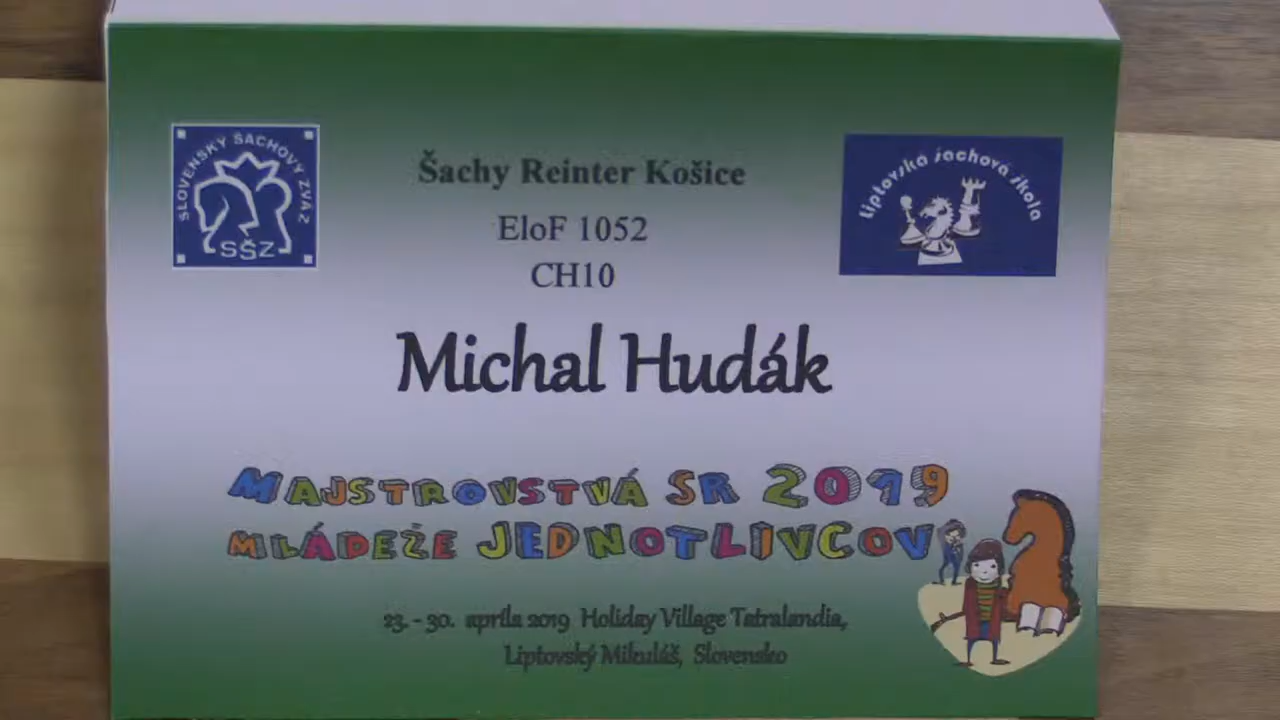 SLOVENSKÝ ŠACHOVÝ ZVÄZ
SŠZ
Šachy Reinter Košice
EloF 1052
CH10
Liptovská šachová škola
Michal Hudák
MAJSTROVSTVÁ SR 2019
MLÁDEŽE JEDNOTLIVCOV
23. - 30. apríla 2019 Holiday Village Tatralandia,
Liptovský Mikuláš, Slovensko